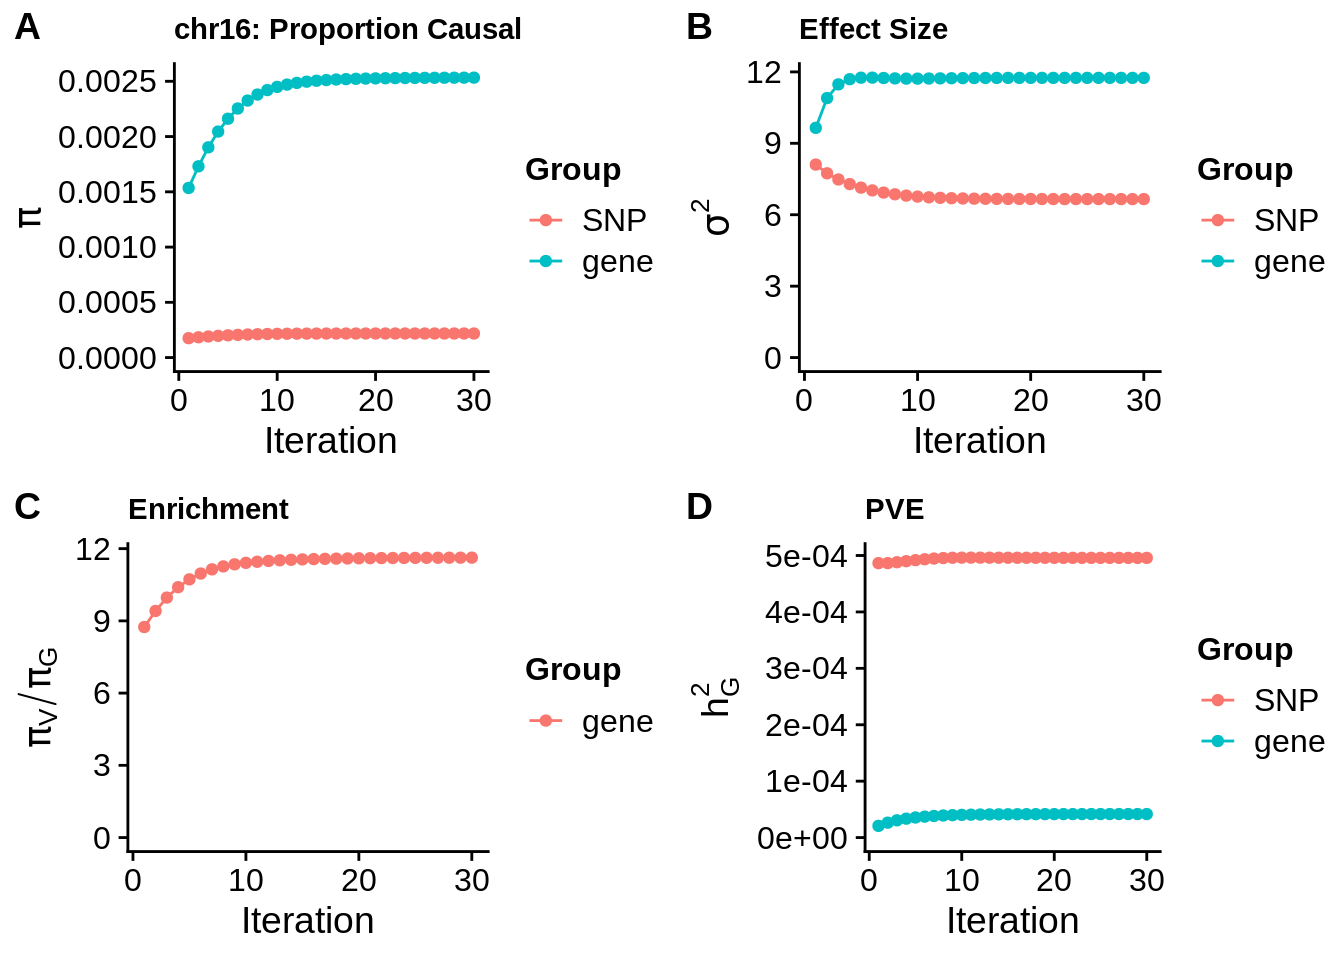 A
chr16: Proportion Causal
0.0025
0.0020
0.0015
0.0010
0.0005
0.0000
π
0 10 20 30
Iteration
Group
SNP
gene
B
Effect Size
12
9
6
3
0
σ²
0 10 20 30
Iteration
Group
SNP
gene
C
Enrichment
12
9
6
3
0
π_V/π_G
0 10 20 30
Iteration
Group
gene
D
PVE
5e-04
4e-04
3e-04
2e-04
1e-04
0e+00
h²_G
0 10 20 30
Iteration
Group
SNP
gene